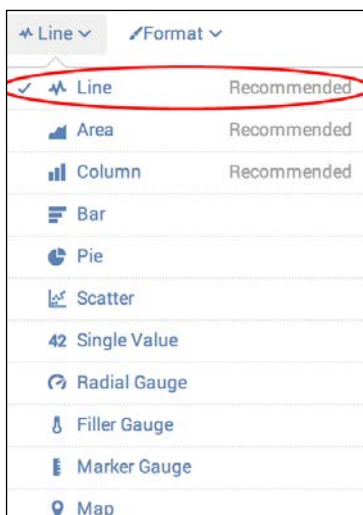 Line Format
Line Recommended
Area Recommended
Column Recommended
Bar
Pie
Scatter
42 Single Value
Radial Gauge
Filler Gauge
Marker Gauge
Map